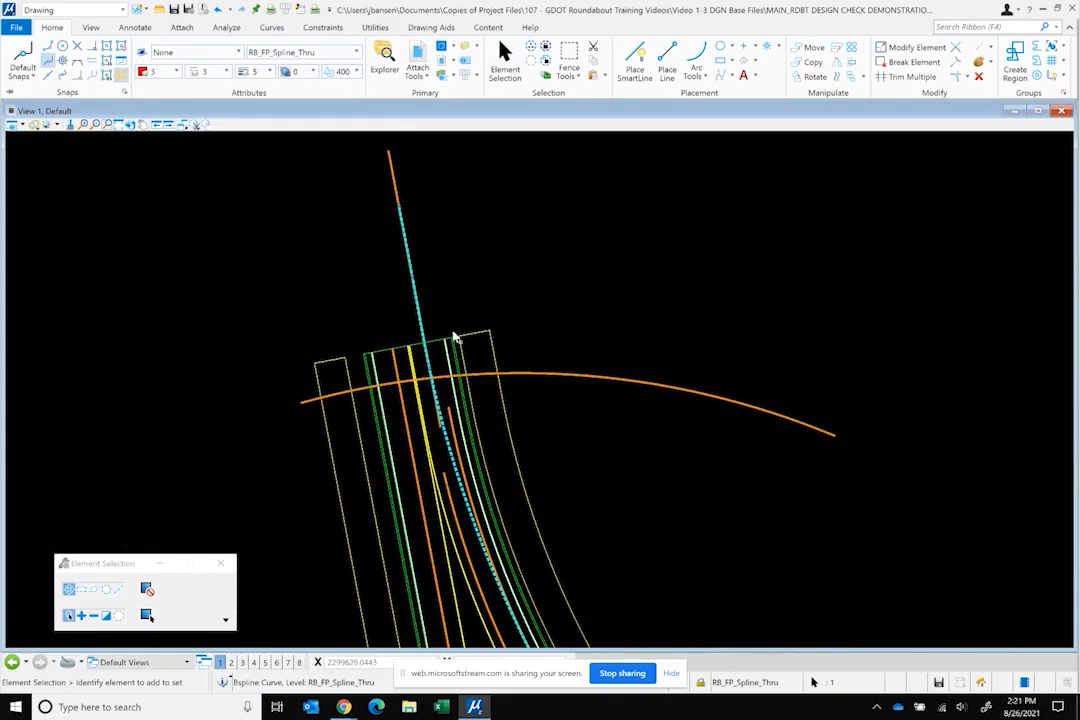 Drawing C:\Users\bjansen\Documents\Copies of Project Files\107 - GDOT Roundabout Training Videos\Video 1-3 DGN Base Files\MAIN_RDBT DESIGN CHECK DEMONSTRATIO...
File Home View Annotate Attach Analyze Curves Constraints Utilities Drawing Aids Content Help Search Ribbon (F4)
None RB_FP_Spline_Thru
3 3 5 0 400
Default Snaps
Explorer Attach Tools
Element Selection Fence Tools
Place SmartLine Place Line Arc Tools
Move
Copy
Rotate
Modify Element
Break Element
Trim Multiple
Create Region
Snaps Attributes Primary Selection Placement Manipulate Modify Groups
View 1, Default
Element Selection
Default Views 1 2 3 4 5 6 7 8 X 2299629.0443
web.microsoftstream.com is sharing your screen. Stop sharing Hide
Element Selection > Identify element to add to set Bspline Curve, Level: RB_FP_Spline_Thru RB_FP_Spline_Thru : 1
Type here to search
2:21 PM
8/26/2021